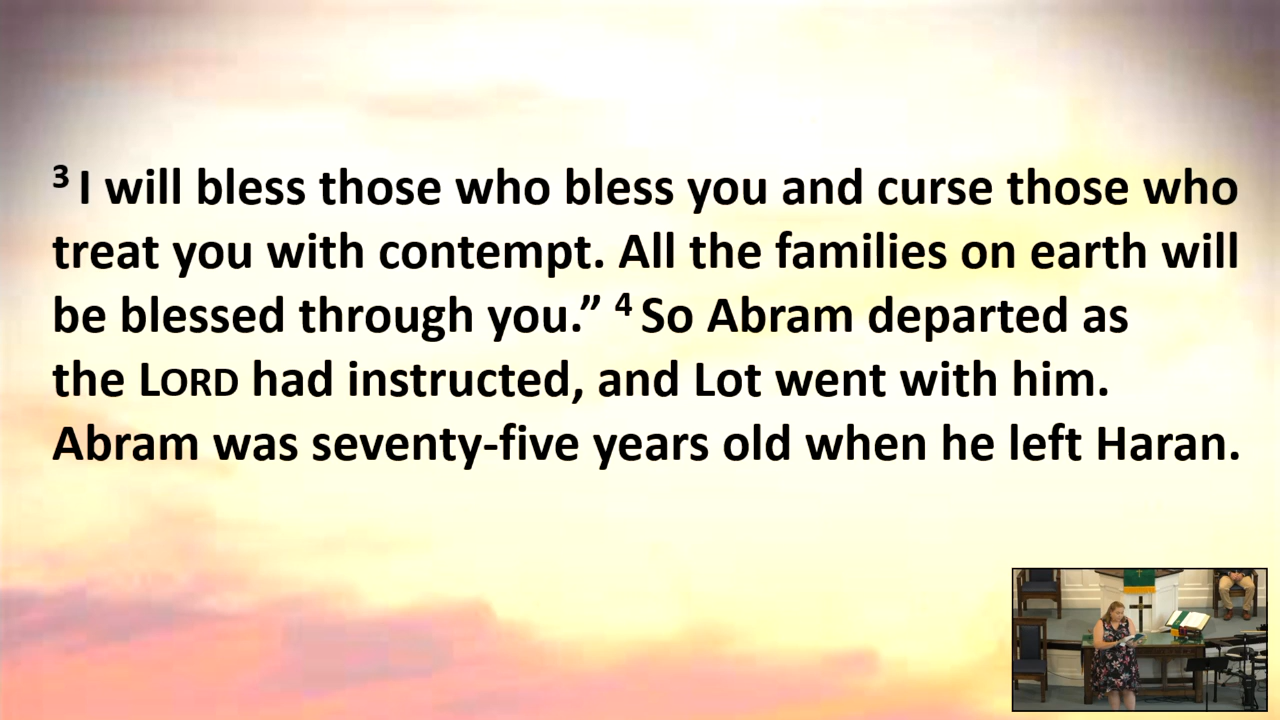 ³ I will bless those who bless you and curse those who
treat you with contempt. All the families on earth will
be blessed through you.” ⁴ So Abram departed as
the LORD had instructed, and Lot went with him.
Abram was seventy-five years old when he left Haran.